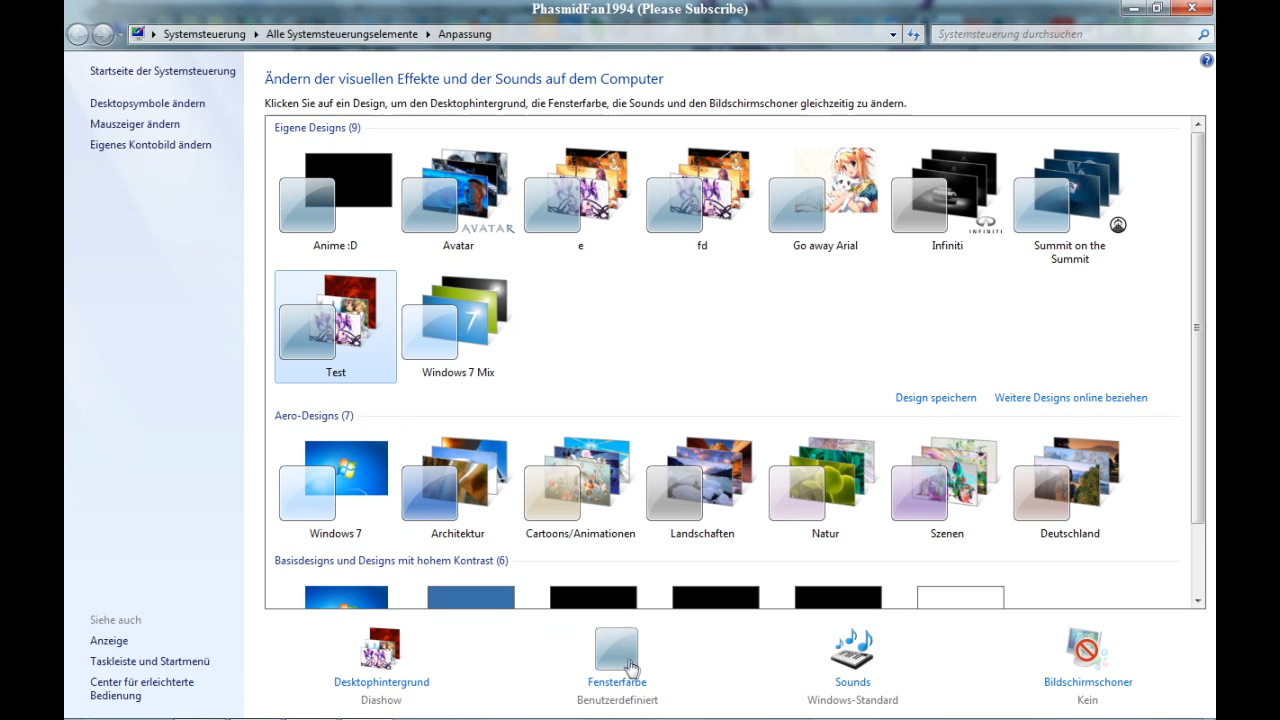 PhasmidFan1994 (Please Subscribe)
Systemsteuerung
Alle Systemsteuerungselemente
Anpassung
Systemsteuerung durchsuchen
Startseite der Systemsteuerung
Desktopsymbole ändern
Mauszeiger ändern
Eigenes Kontobild ändern
Ändern der visuellen Effekte und der Sounds auf dem Computer
Klicken Sie auf ein Design, um den Desktophintergrund, die Fensterfarbe, die Sounds und den Bildschirmschoner gleichzeitig zu ändern.
Eigene Designs (9)
AVATAR
INFINITI
Anime :D
Avatar
e
fd
Go away Arial
Infiniti
Summit on the
Summit
7
Test
Windows 7 Mix
Design speichern
Weitere Designs online beziehen
Aero-Designs (7)
Windows 7
Architektur
Cartoons/Animationen
Landschaften
Natur
Szenen
Deutschland
Basisdesigns und Designs mit hohem Kontrast (6)
Siehe auch
Anzeige
Taskleiste und Startmenü
Center für erleichterte
Bedienung
Desktophintergrund
Diashow
Fensterfarbe
Benutzerdefiniert
Sounds
Windows-Standard
Bildschirmschoner
Kein